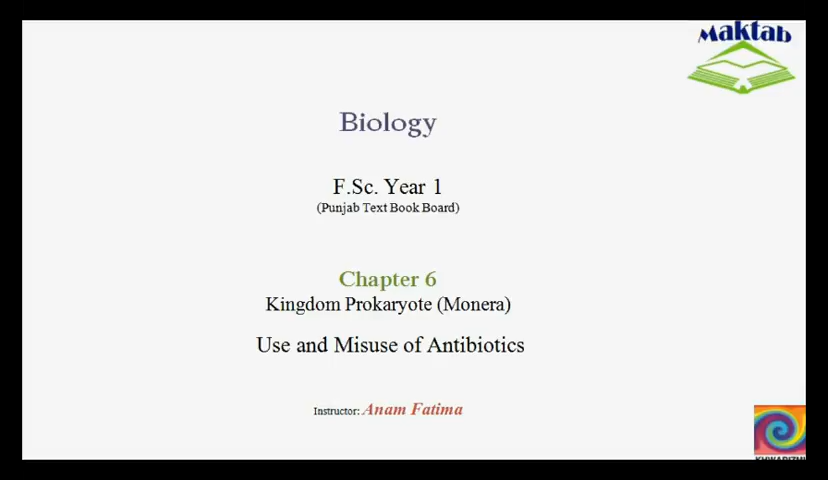 Maktab
Biology
F.Sc. Year 1
(Punjab Text Book Board)
Chapter 6
Kingdom Prokaryote (Monera)
Use and Misuse of Antibiotics
Instructor: Anam Fatima